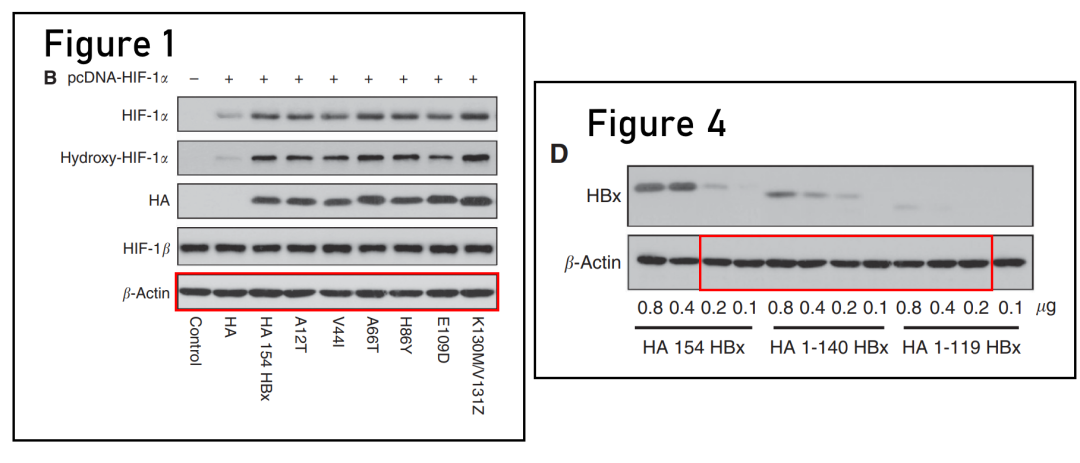 Figure 1
B pcDNA-HIF-1α − + + + + + + + +
HIF-1α
Hydroxy-HIF-1α
HA
HIF-1β
β-Actin
Control
HA
HA 154 HBx
A12T
V44I
A66T
H86Y
E109D
K130M/V131Z
Figure 4
D
HBx
β-Actin
0.8 0.4 0.2 0.1 0.8 0.4 0.2 0.1 0.8 0.4 0.2 0.1 μg
HA 154 HBx HA 1-140 HBx HA 1-119 HBx